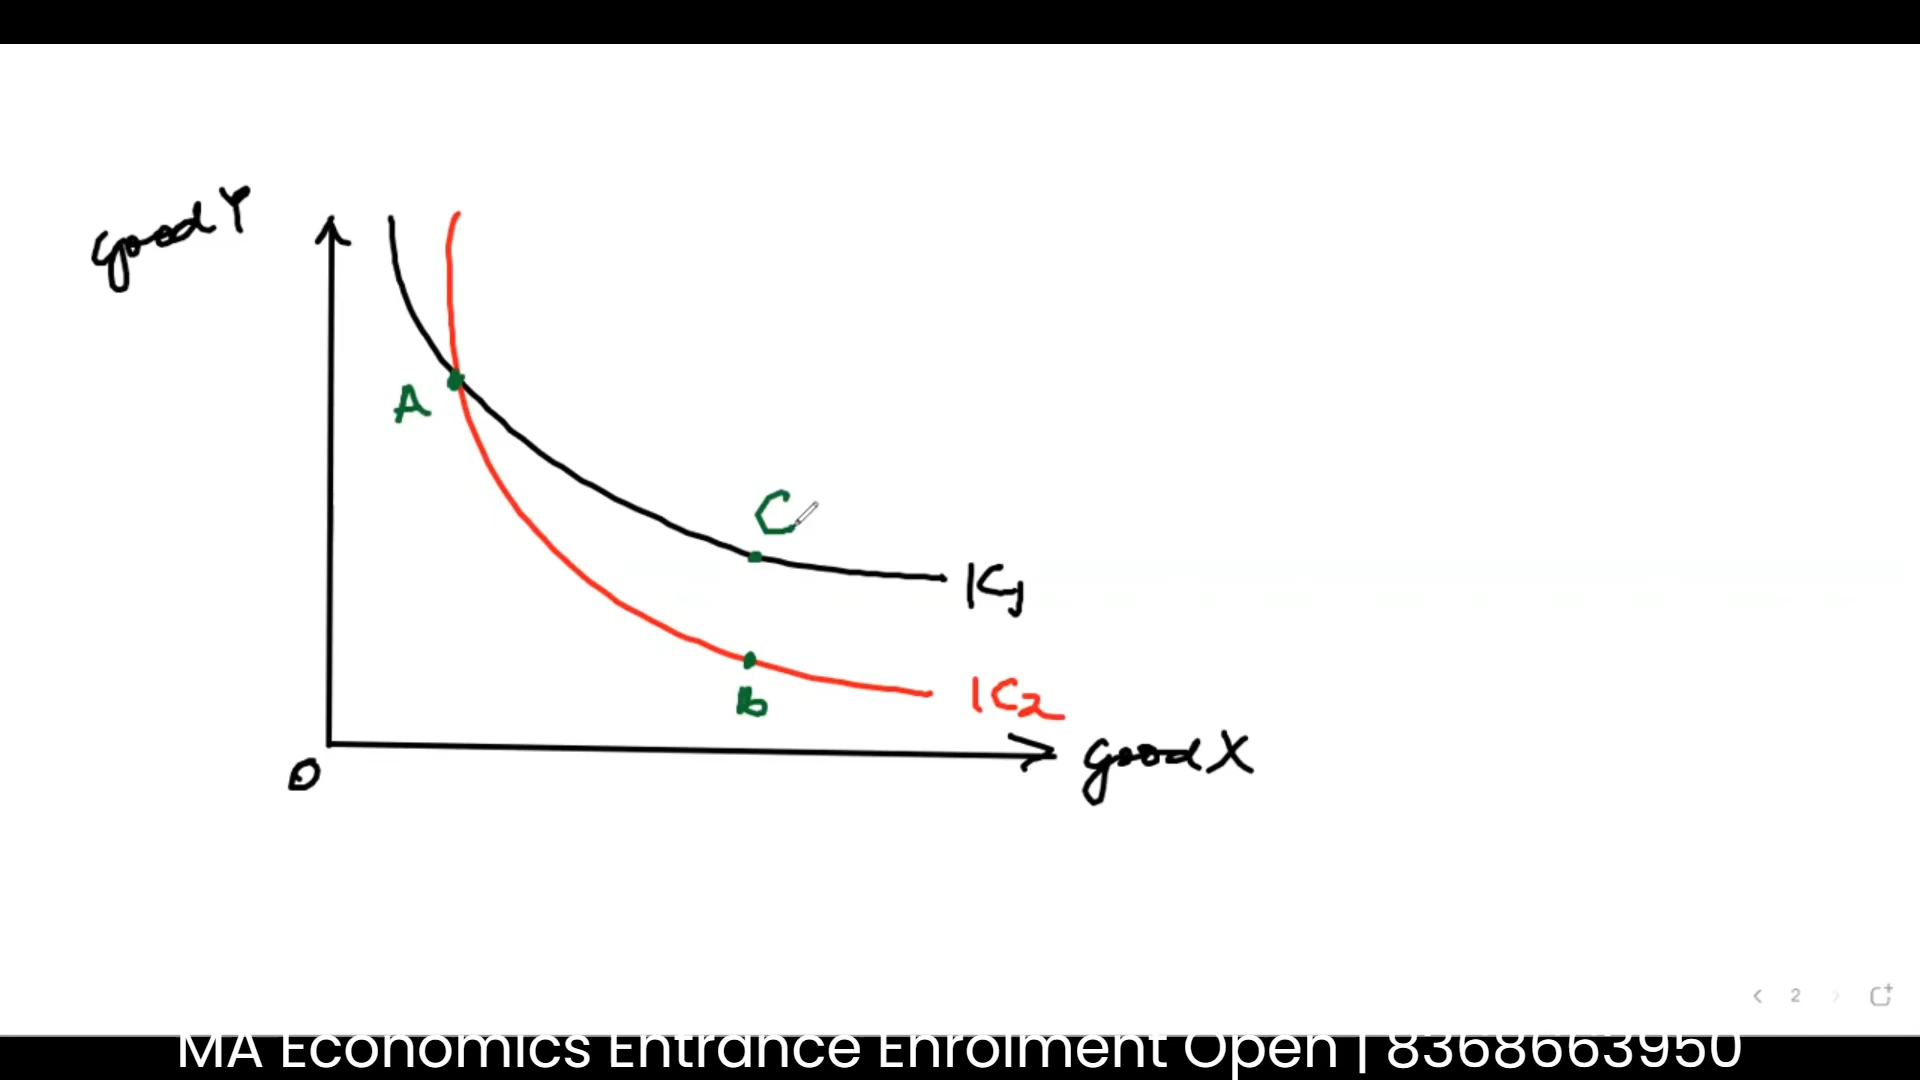 good Y
A
C
IC1
B
IC2
O
good X
2
MA Economics Entrance Enrolment Open | 8368663950